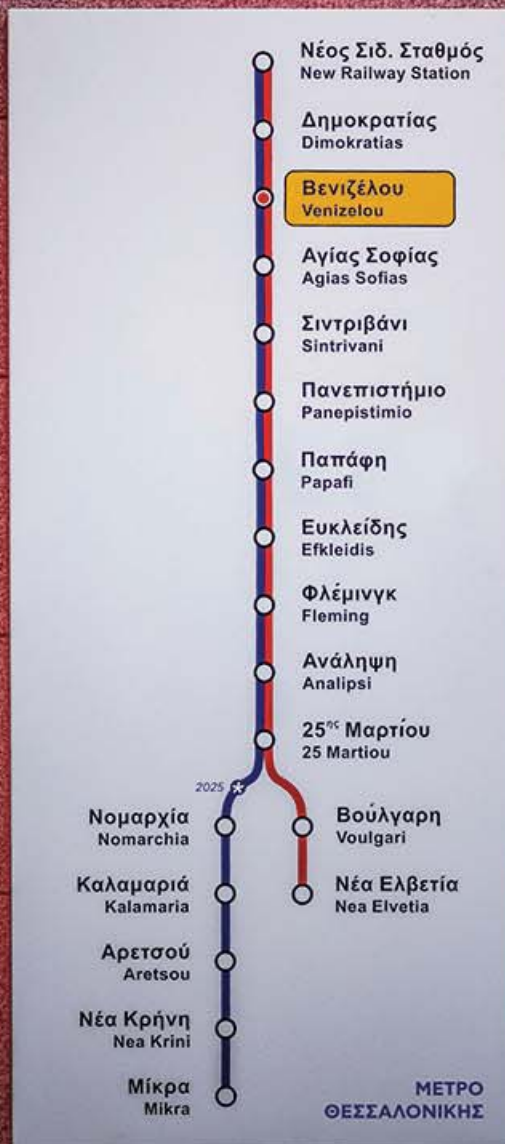 Νέος Σιδ. Σταθμός
New Railway Station
Δημοκρατίας
Dimokratias
Βενιζέλου
Venizelou
Αγίας Σοφίας
Agias Sofias
Σιντριβάνι
Sintrivani
Πανεπιστήμιο
Panepistimio
Παπάφη
Papafi
Ευκλείδης
Efkleidis
Φλέμινγκ
Fleming
Ανάληψη
Analipsi
25ης Μαρτίου
25 Martiou
2025 *
Νομαρχία
Nomarchia
Βούλγαρη
Voulgari
Καλαμαριά
Kalamaria
Νέα Ελβετία
Nea Elvetia
Αρετσού
Aretsou
Νέα Κρήνη
Nea Krini
Μίκρα
Mikra
ΜΕΤΡΟ
ΘΕΣΣΑΛΟΝΙΚΗΣ